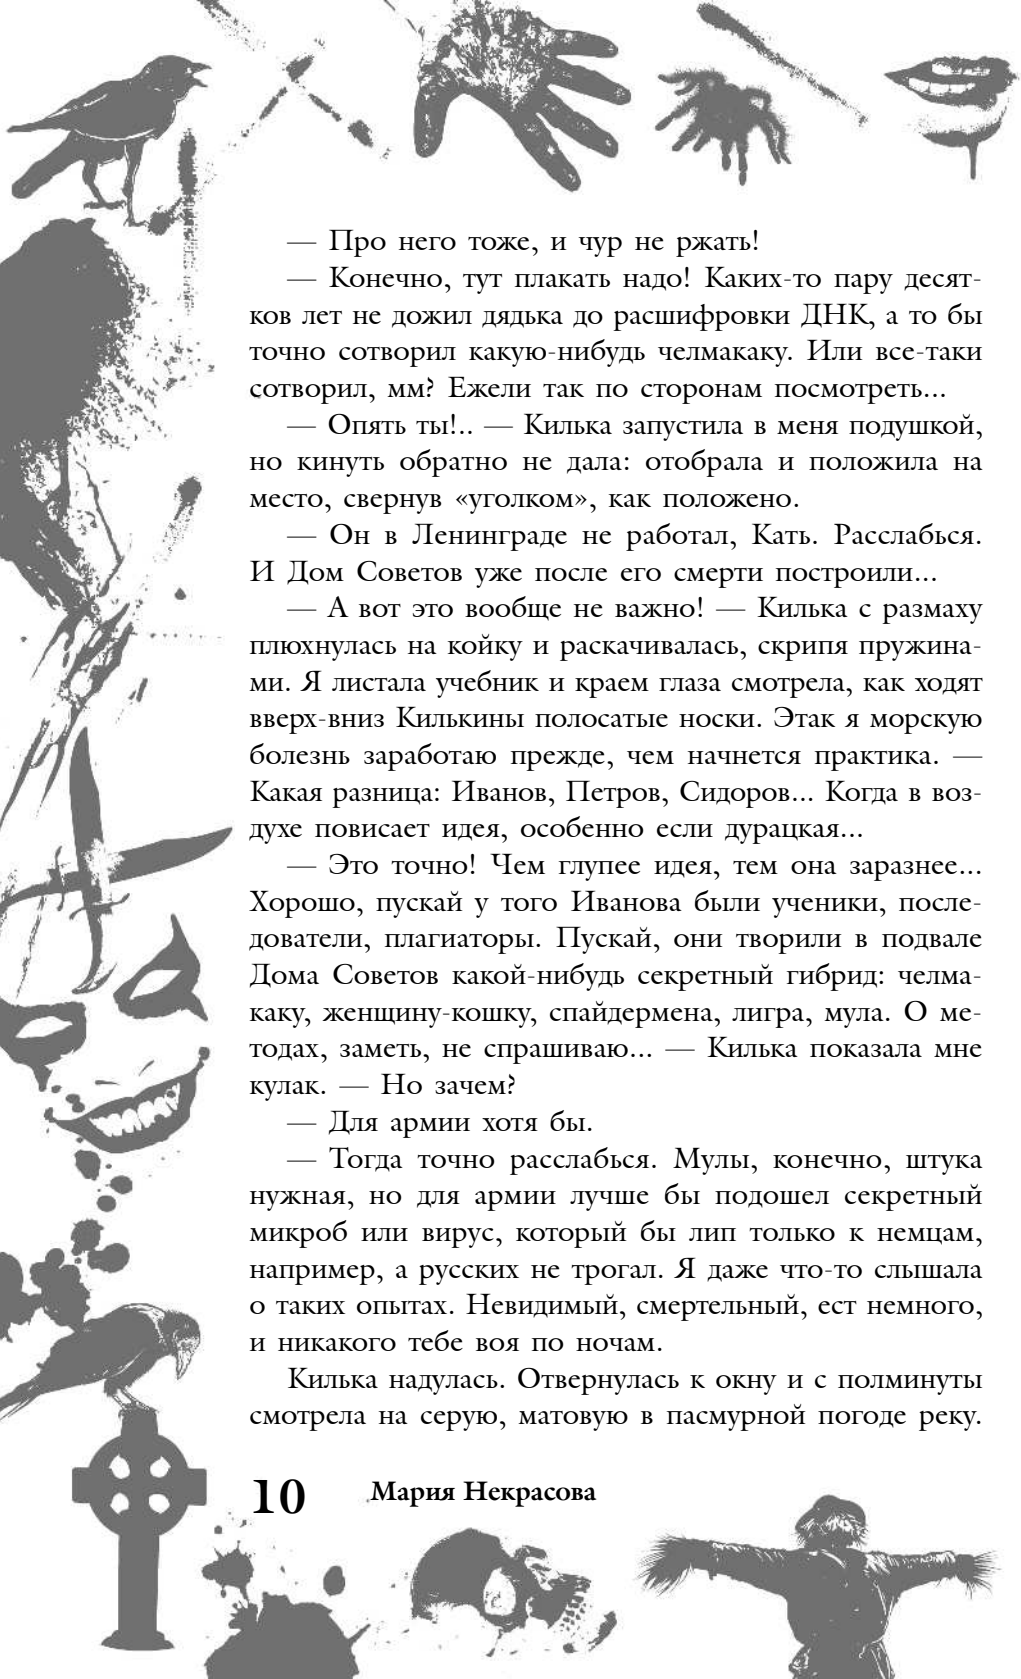 — Про него тоже, и чур не ржать!
— Конечно, тут плакать надо! Каких-то пару десят-
ков лет не дожил дядька до расшифровки ДНК, а то бы
точно сотворил какую-нибудь челмакаку. Или все-таки
сотворил, мм? Ежели так по сторонам посмотреть...
— Опять ты!.. — Килька запустила в меня подушкой,
но кинуть обратно не дала: отобрала и положила на
место, свернув «уголком», как положено.
— Он в Ленинграде не работал, Кать. Расслабься.
И Дом Советов уже после его смерти построили...
— А вот это вообще не важно! — Килька с размаху
плюхнулась на койку и раскачивалась, скрипя пружина-
ми. Я листала учебник и краем глаза смотрела, как ходят
вверх-вниз Килькины полосатые носки. Этак я морскую
болезнь заработаю прежде, чем начнется практика. —
Какая разница: Иванов, Петров, Сидоров... Когда в воз-
духе повисает идея, особенно если дурацкая...
— Это точно! Чем глупее идея, тем она заразнее...
Хорошо, пускай у того Иванова были ученики, после-
дователи, плагиаторы. Пускай, они творили в подвале
Дома Советов какой-нибудь секретный гибрид: челма-
каку, женщину-кошку, спайдермена, лигра, мула. О ме-
тодах, заметь, не спрашиваю... — Килька показала мне
кулак. — Но зачем?
— Для армии хотя бы.
— Тогда точно расслабься. Мулы, конечно, штука
нужная, но для армии лучше бы подошел секретный
микроб или вирус, который бы лип только к немцам,
например, а русских не трогал. Я даже что-то слышала
о таких опытах. Невидимый, смертельный, ест немного,
и никакого тебе воя по ночам.
Килька надулась. Отвернулась к окну и с полминуты
смотрела на серую, матовую в пасмурной погоде реку.
10 Мария Некрасова